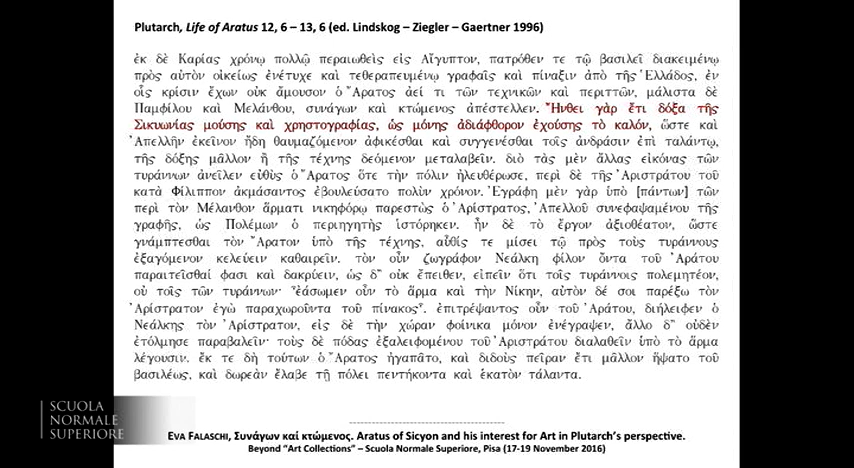 Plutarch, Life of Aratus 12, 6 – 13, 6 (ed. Lindskog – Ziegler – Gaertner 1996)
ἐκ δὲ Καρίας χρόνῳ πολλῷ περαιωθεὶς εἰς Αἴγυπτον, πατρόθεν τε τῷ βασιλεῖ διακειμένῳ
πρὸς αὐτὸν οἰκείως ἐνέτυχε καὶ τεθεραπευμένῳ γραφαῖς καὶ πίναξιν ἀπὸ τῆς Ἑλλάδος, ἐν
οἷς κρίσιν ἔχων οὐκ ἄμουσον ὁ Ἄρατος ἀεί τι τῶν τεχνικῶν καὶ περιττῶν, μάλιστα δὲ
Παμφίλου καὶ Μελάνθου, συνάγων καὶ κτώμενος ἀπέστελλεν. Ἤνθει γὰρ ἔτι δόξα τῆς
Σικυωνίας μούσης καὶ χρηστογραφίας, ὡς μόνης ἀδιάφθορον ἐχούσης τὸ καλόν, ὥστε καὶ
Ἀπελλῆν ἐκεῖνον ἤδη θαυμαζόμενον ἀφικέσθαι καὶ συγγενέσθαι τοῖς ἀνδράσιν ἐπὶ ταλάντῳ,
τῆς δόξης μᾶλλον ἢ τῆς τέχνης δεόμενον μεταλαβεῖν. διὸ τὰς μὲν ἄλλας εἰκόνας τῶν
τυράννων ἀνεῖλεν εὐθὺς ὁ Ἄρατος ὅτε τὴν πόλιν ἠλευθέρωσε, περὶ δὲ τῆς Ἀριστράτου τοῦ
κατὰ Φίλιππον ἀκμάσαντος ἐβουλεύσατο πολὺν χρόνον. Ἐγράφη μὲν γὰρ ὑπὸ [πάντων] τῶν
περὶ τὸν Μέλανθον ἅρματι νικηφόρῳ παρεστὼς ὁ Ἀρίστρατος, Ἀπελλοῦ συνεφαψαμένου τῆς
γραφῆς, ὡς Πολέμων ὁ περιηγητὴς ἱστόρηκεν. ἦν δὲ τὸ ἔργον ἀξιοθέατον, ὥστε
γνάμπτεσθαι τὸν Ἄρατον ὑπὸ τῆς τέχνης, αὖθίς τε μίσει τῷ πρὸς τοὺς τυράννους
ἐξαγόμενον κελεύειν καθαιρεῖν. τὸν οὖν ζωγράφον Νεάλκη φίλον ὄντα τοῦ Ἀράτου
παραιτεῖσθαί φασι καὶ δακρύειν, ὡς δ’ οὐκ ἔπειθεν, εἰπεῖν ὅτι τοῖς τυράννοις πολεμητέον,
οὐ τοῖς τῶν τυράννων· “ἐάσωμεν οὖν τὸ ἅρμα καὶ τὴν Νίκην, αὐτὸν δέ σοι παρέξω τὸν
Ἀρίστρατον ἐγὼ παραχωροῦντα τοῦ πίνακος”. ἐπιτρέψαντος οὖν τοῦ Ἀράτου, διήλειφεν ὁ
Νεάλκης τὸν Ἀρίστρατον, εἰς δὲ τὴν χώραν φοίνικα μόνον ἐνέγραψεν, ἄλλο δ’ οὐδὲν
ἐτόλμησε παραβαλεῖν· τοὺς δὲ πόδας ἐξαλειφομένου τοῦ Ἀριστράτου διαλαθεῖν ὑπὸ τὸ ἅρμα
λέγουσιν. ἔκ τε δὴ τούτων ὁ Ἄρατος ἠγαπᾶτο, καὶ διδοὺς πεῖραν ἔτι μᾶλλον ἥψατο τοῦ
βασιλέως, καὶ δωρεὰν ἔλαβε τῇ πόλει πεντήκοντα καὶ ἑκατὸν τάλαντα.
EVA FALASCHI, Συνάγων καί κτώμενος. Aratus of Sicyon and his interest for Art in Plutarch’s perspective.
Beyond “Art Collections” – Scuola Normale Superiore, Pisa (17-19 November 2016)
SCUOLA
NORMALE
SUPERIORE